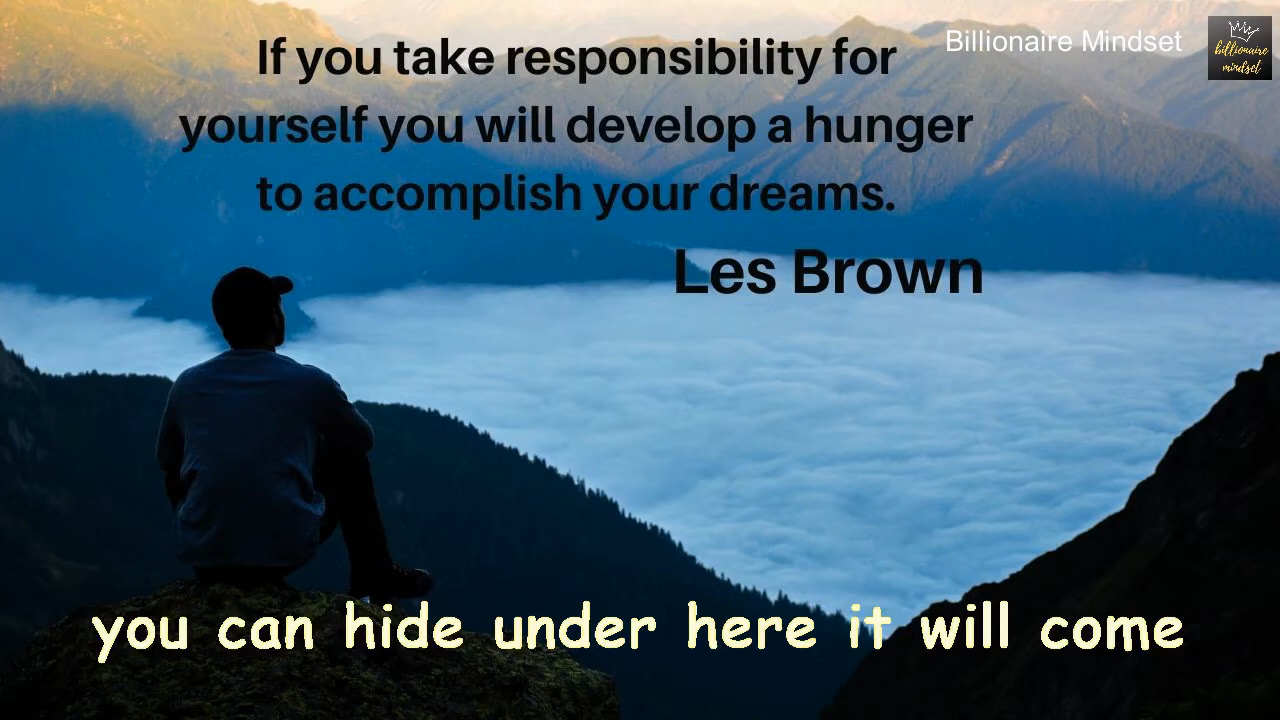 Billionaire Mindset
billionaire
mindset
If you take responsibility for
yourself you will develop a hunger
to accomplish your dreams.
Les Brown
you can hide under here it will come